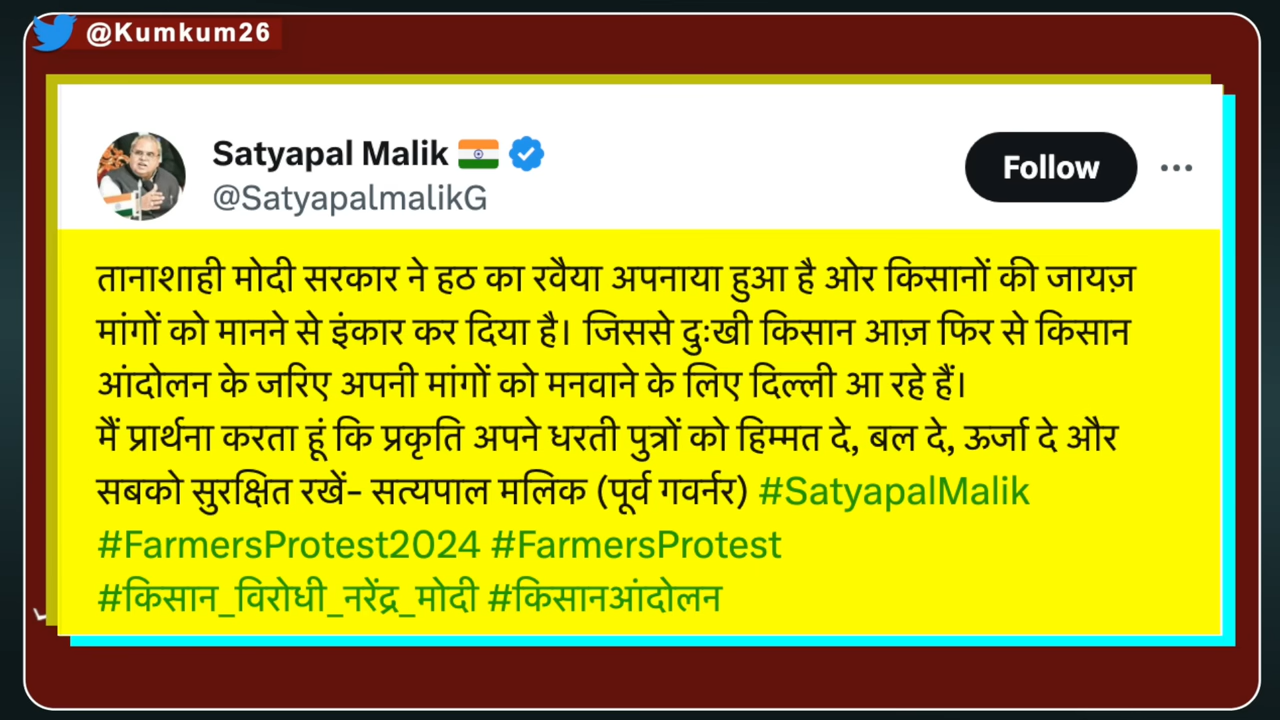 @Kumkum26
Satyapal Malik
@SatyapalmalikG
Follow
तानाशाही मोदी सरकार ने हठ का रवैया अपनाया हुआ है ओर किसानों की जायज़
मांगों को मानने से इंकार कर दिया है। जिससे दुःखी किसान आज़ फिर से किसान
आंदोलन के जरिए अपनी मांगों को मनवाने के लिए दिल्ली आ रहे हैं।
मैं प्रार्थना करता हूं कि प्रकृति अपने धरती पुत्रों को हिम्मत दे, बल दे, ऊर्जा दे और
सबको सुरक्षित रखें- सत्यपाल मलिक (पूर्व गवर्नर) #SatyapalMalik
#FarmersProtest2024 #FarmersProtest
#किसान_विरोधी_नरेंद्र_मोदी #किसानआंदोलन